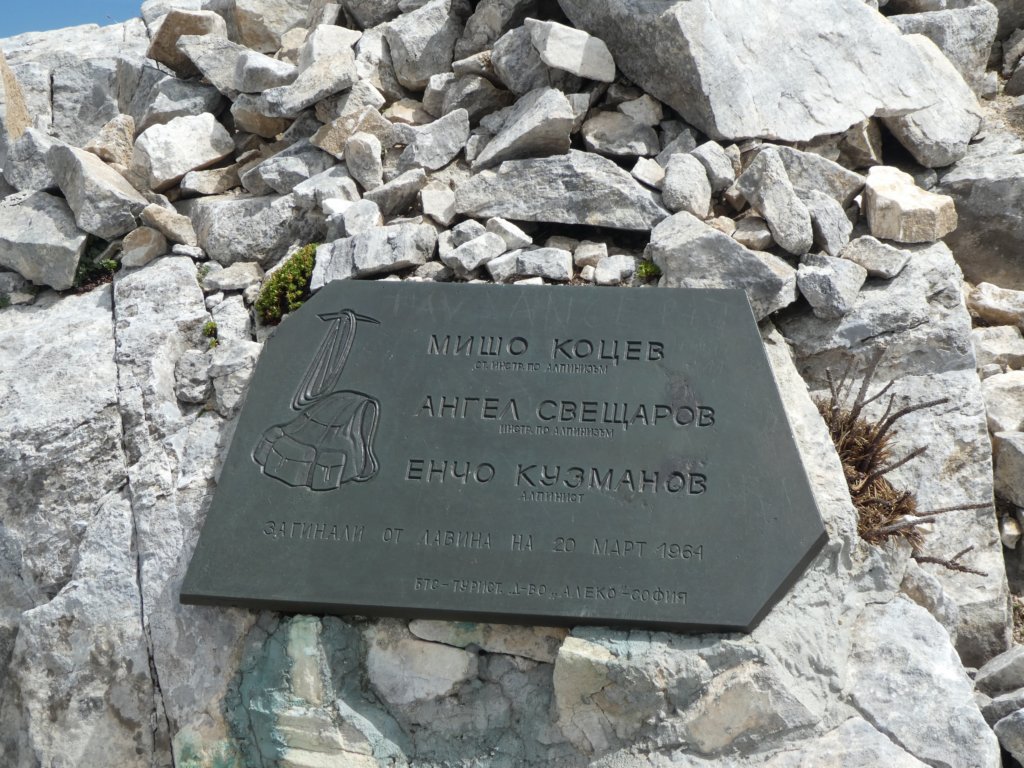 МИШО КОЦЕВ
СТ. ИНСТР. ПО АЛПИНИЗЪМ
АНГЕЛ СВЕЩАРОВ
ИНСТР. ПО АЛПИНИЗЪМ
ЕНЧО КУЗМАНОВ
АЛПИНИСТ
ЗАГИНАЛИ ОТ ЛАВИНА НА 20 МАРТ 1964
БТС-ТУРИСТ. Д-ВО „АЛЕКО"-СОФИЯ